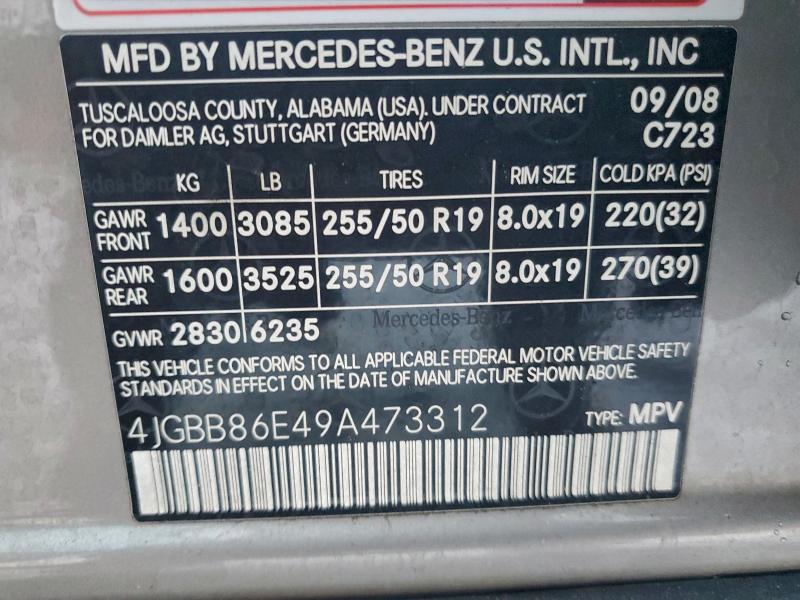 MFD BY MERCEDES-BENZ U.S. INTL., INC
TUSCALOOSA COUNTY, ALABAMA (USA). UNDER CONTRACT 09/08
FOR DAIMLER AG, STUTTGART (GERMANY) C723
KG LB TIRES RIM SIZE COLD KPA (PSI)
GAWR FRONT 1400 3085 255/50 R19 8.0x19 220(32)
GAWR REAR 1600 3525 255/50 R19 8.0x19 270(39)
Mercedes-Benz
GVWR 2830 6235
THIS VEHICLE CONFORMS TO ALL APPLICABLE FEDERAL MOTOR VEHICLE SAFETY
STANDARDS IN EFFECT ON THE DATE OF MANUFACTURE SHOWN ABOVE.
4JGBB86E49A473312 TYPE: MPV